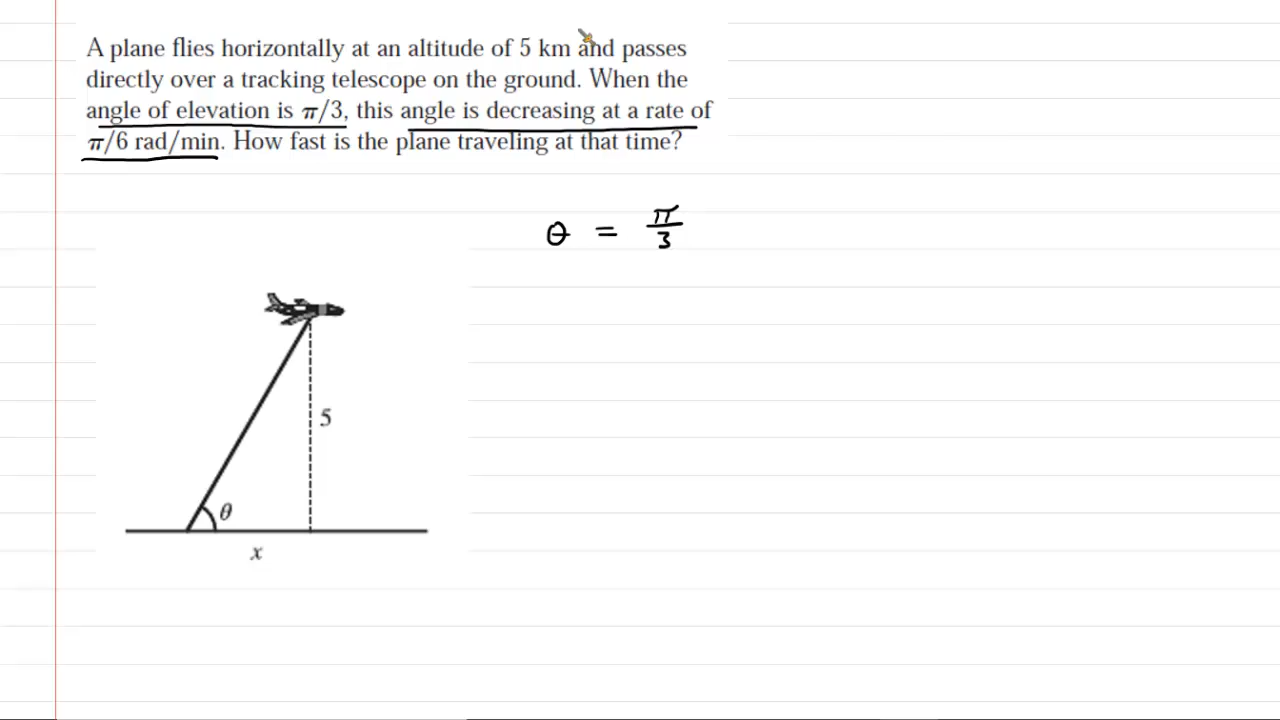 A plane flies horizontally at an altitude of 5 km and passes
directly over a tracking telescope on the ground. When the
angle of elevation is π/3, this angle is decreasing at a rate of
π/6 rad/min. How fast is the plane traveling at that time?
θ = π/3
5
θ
x